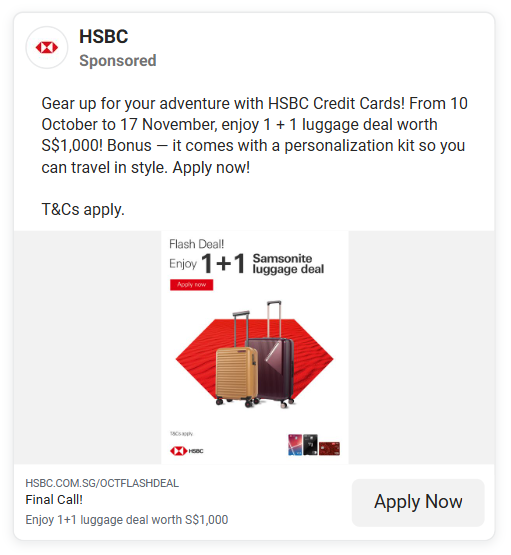 HSBC
Sponsored
Gear up for your adventure with HSBC Credit Cards! From 10
October to 17 November, enjoy 1 + 1 luggage deal worth
S$1,000! Bonus — it comes with a personalization kit so you
can travel in style. Apply now!
T&Cs apply.
Flash Deal!
Enjoy 1+1 Samsonite
luggage deal
Apply now
T&Cs apply.
HSBC
HSBC.COM.SG/OCTFLASHDEAL
Final Call!
Enjoy 1+1 luggage deal worth S$1,000
Apply Now